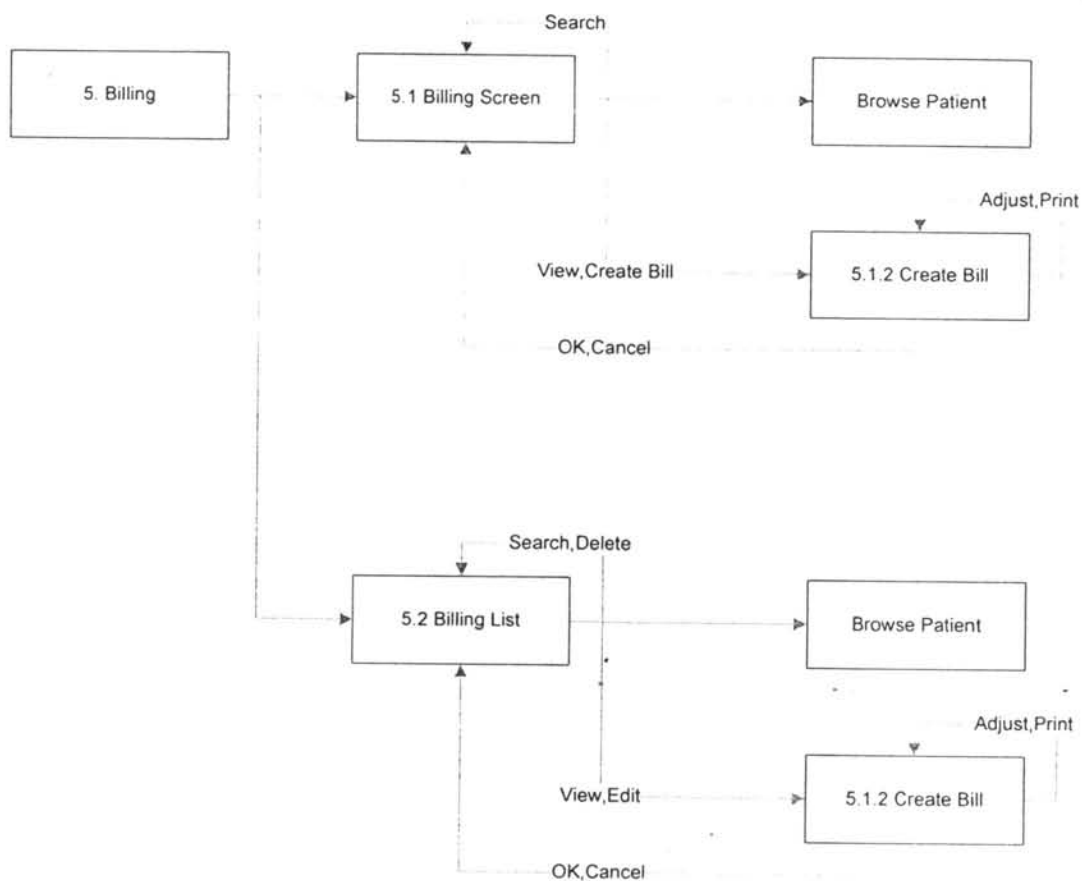 Search
5. Billing
5.1 Billing Screen
Browse Patient
Adjust,Print
View,Create Bill
5.1.2 Create Bill
OK,Cancel
Search,Delete
5.2 Billing List
Browse Patient
Adjust,Print
View,Edit
5.1.2 Create Bill
OK,Cancel